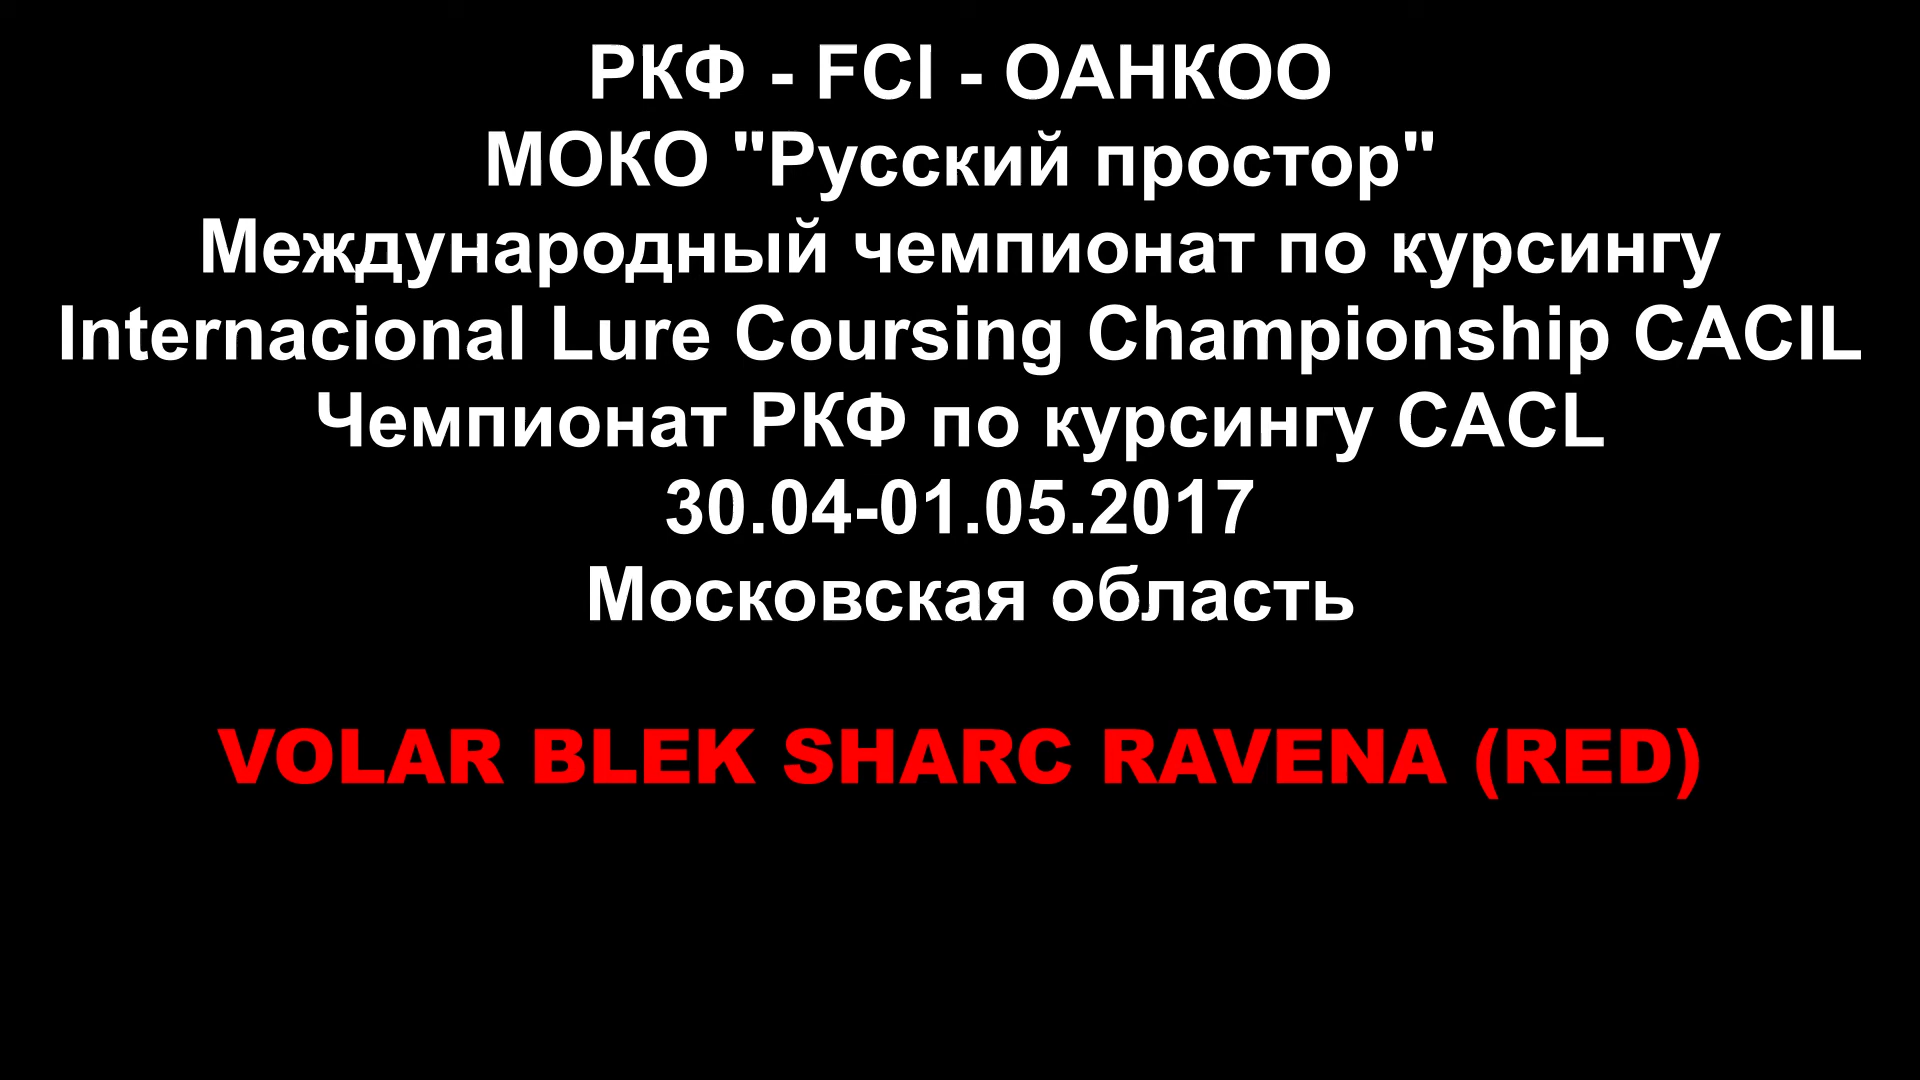 РКФ - FCI - ОАНКОО
МОКО "Русский простор"
Международный чемпионат по курсингу
Internacional Lure Coursing Championship CACIL
Чемпионат РКФ по курсингу CACL
30.04-01.05.2017
Московская область
VOLAR BLEK SHARC RAVENA (RED)